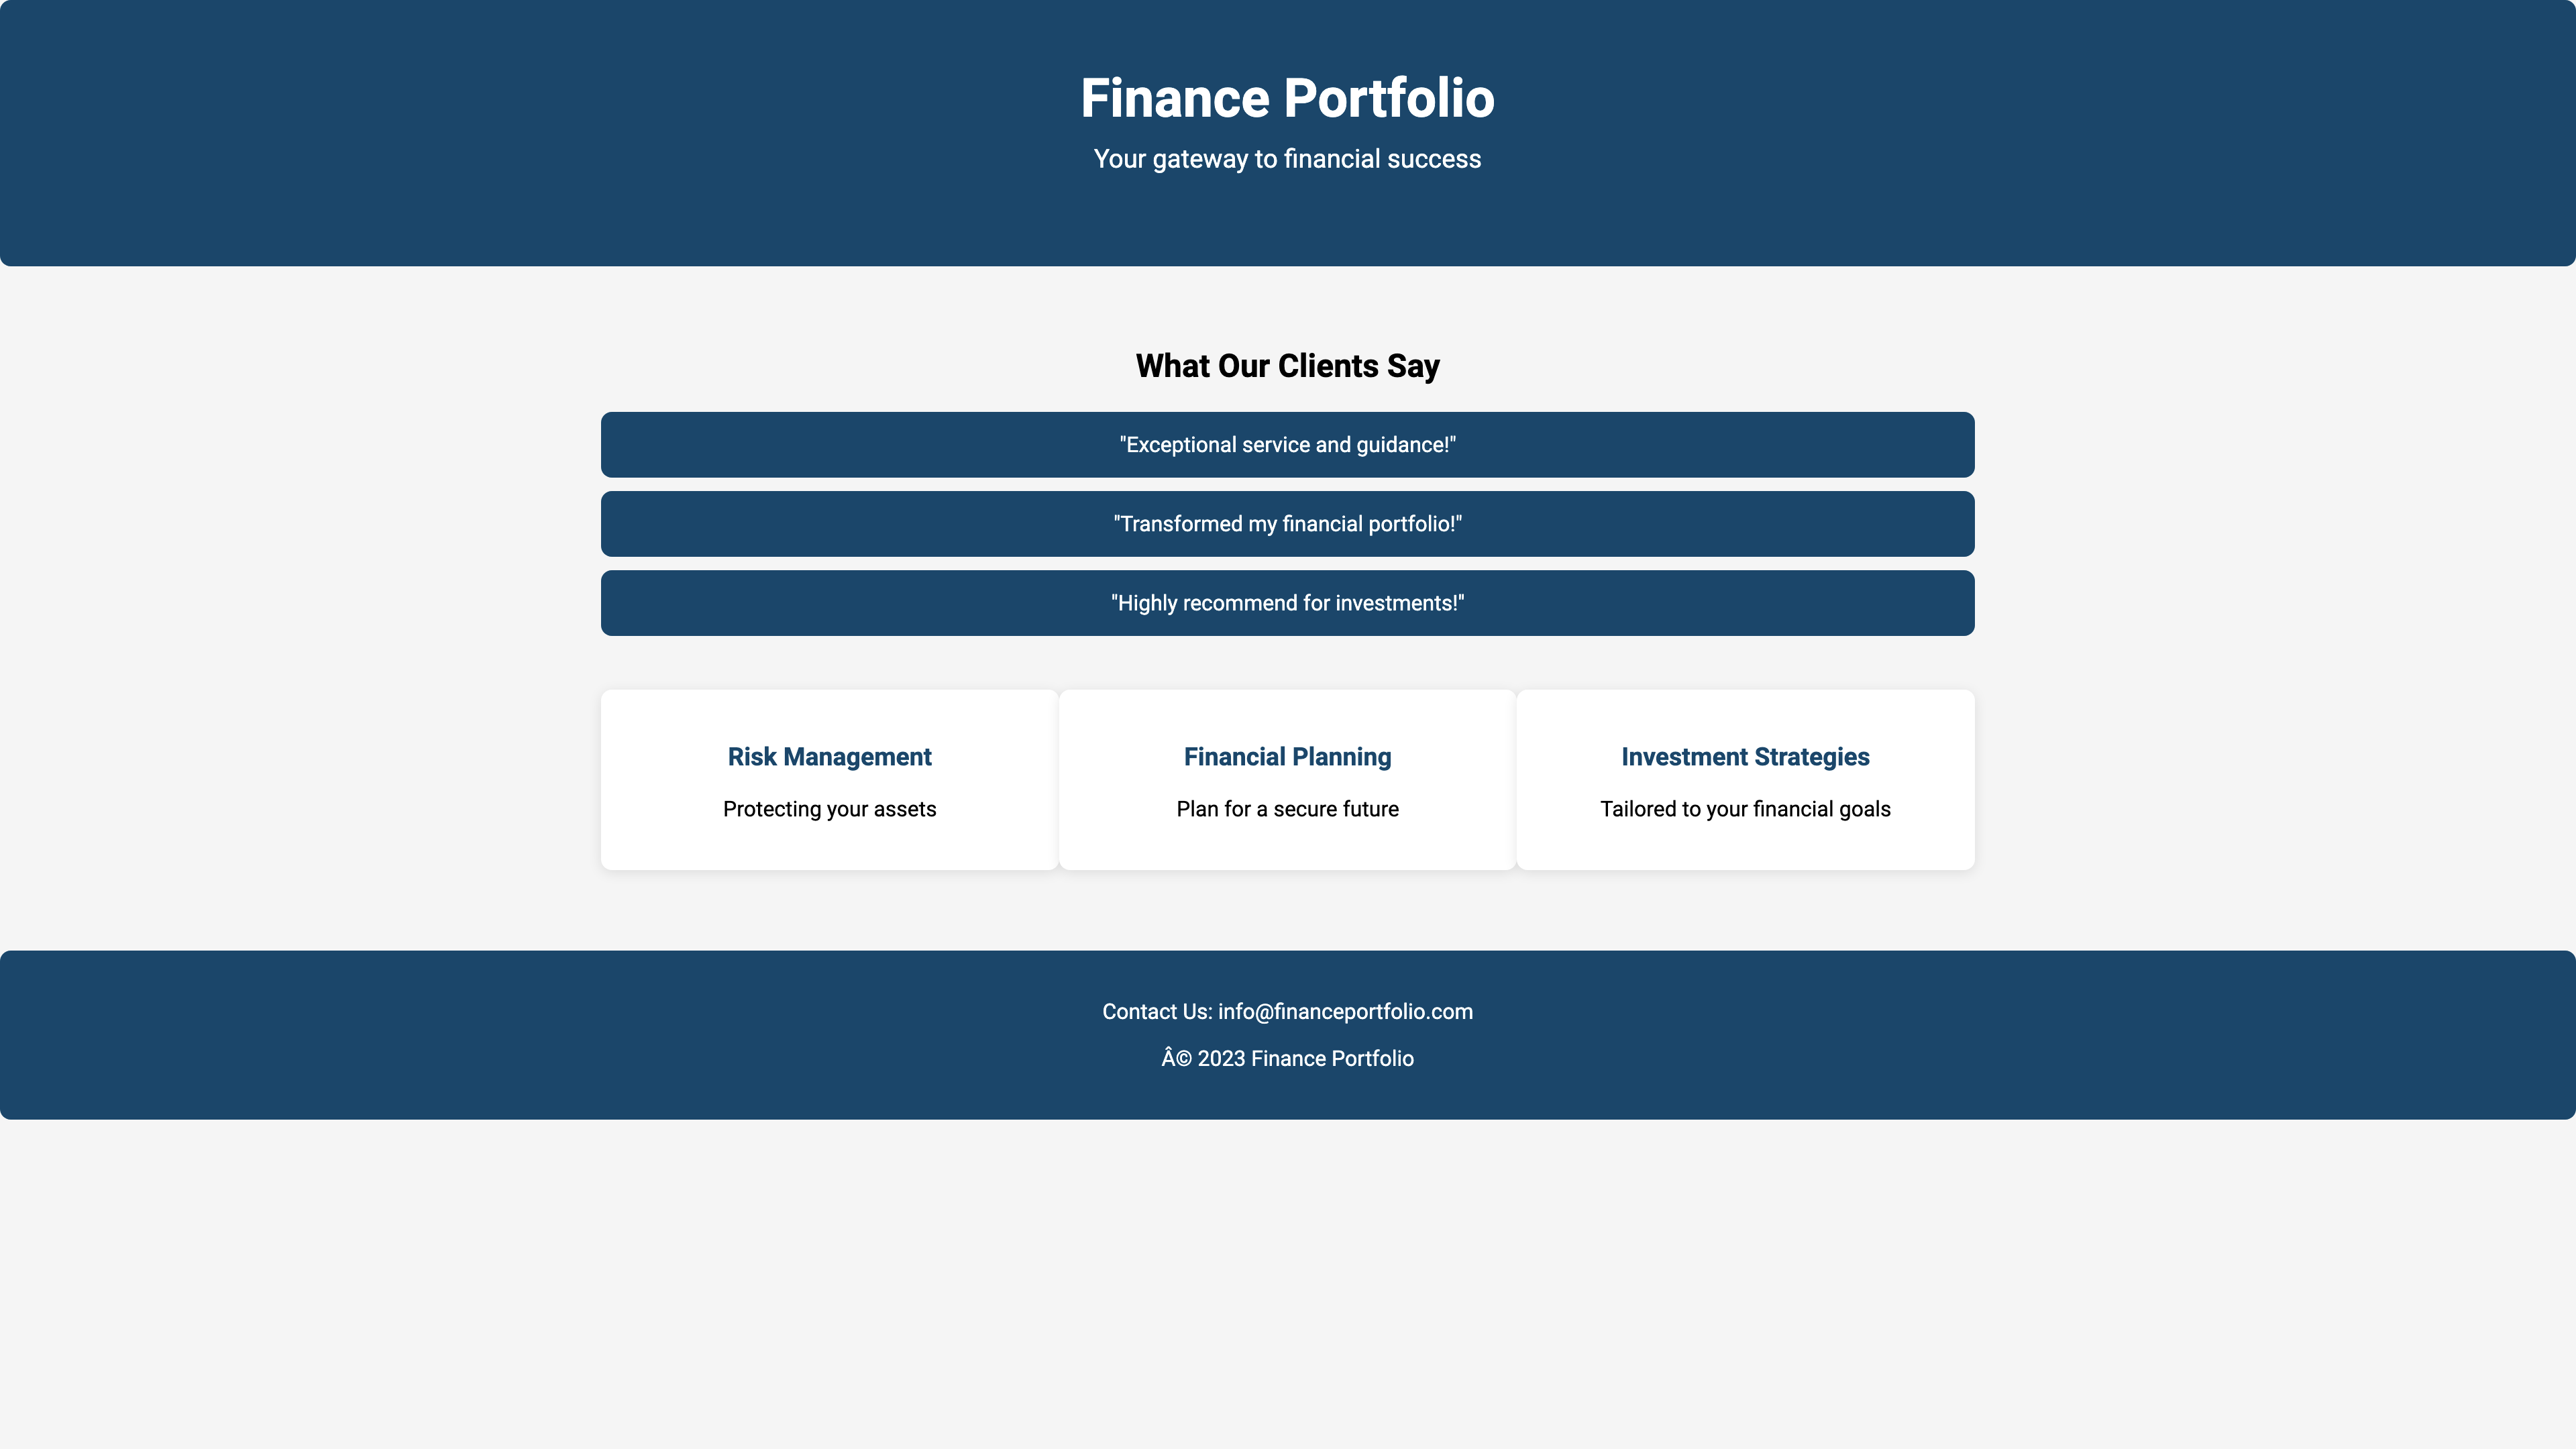 Finance Portfolio
Your gateway to financial success
What Our Clients Say
"Exceptional service and guidance!"
"Transformed my financial portfolio!"
"Highly recommend for investments!"
Risk Management
Protecting your assets
Financial Planning
Plan for a secure future
Investment Strategies
Tailored to your financial goals
Contact Us: info@financeportfolio.com
Â© 2023 Finance Portfolio